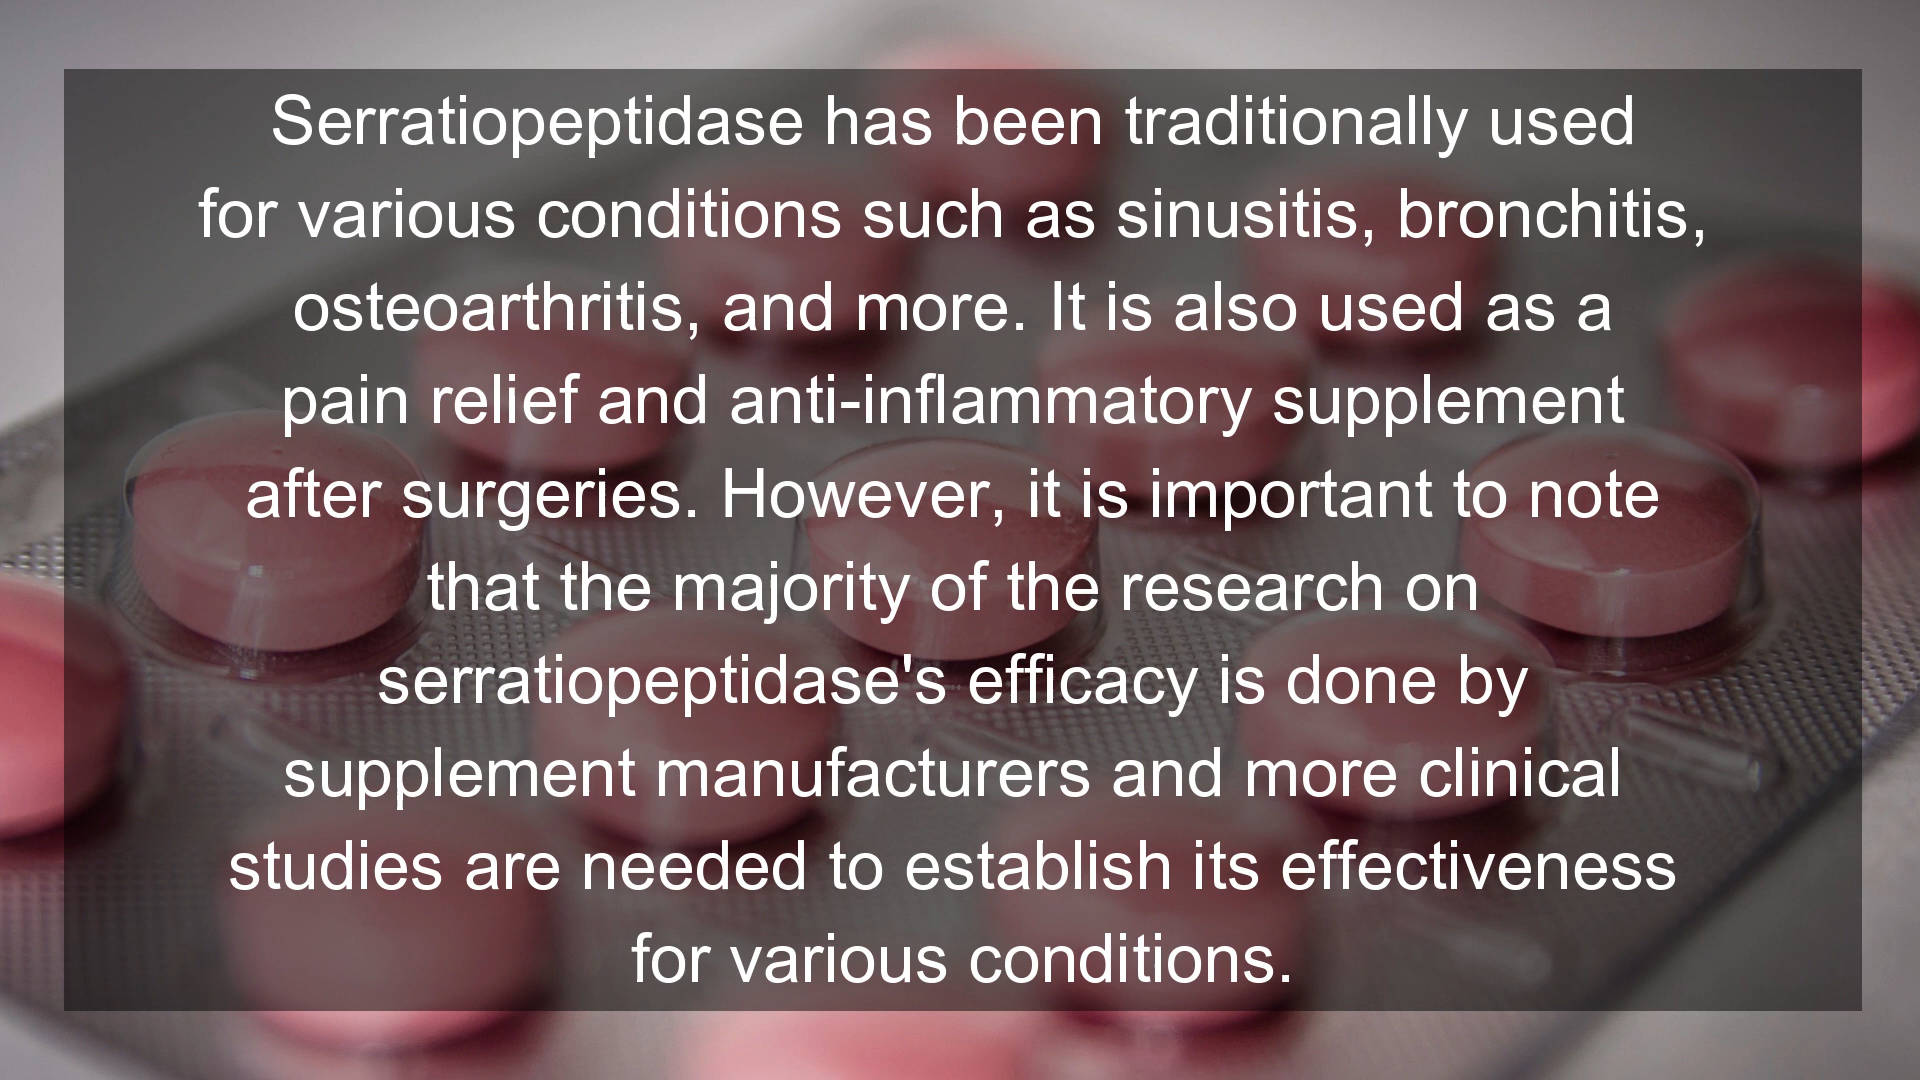 Serratiopeptidase has been traditionally used
for various conditions such as sinusitis, bronchitis,
osteoarthritis, and more. It is also used as a
pain relief and anti-inflammatory supplement
after surgeries. However, it is important to note
that the majority of the research on
serratiopeptidase's efficacy is done by
supplement manufacturers and more clinical
studies are needed to establish its effectiveness
for various conditions.